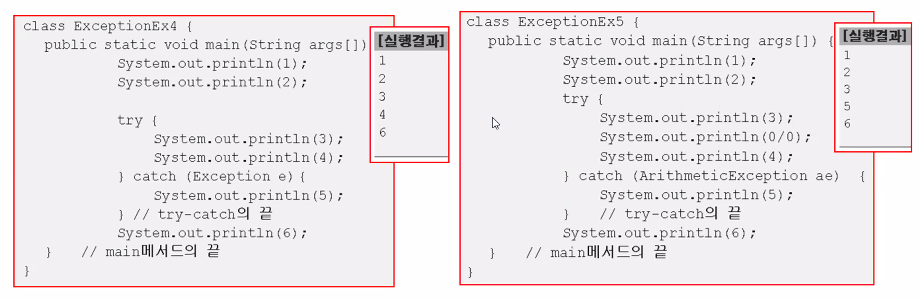 class ExceptionEx4 {
public static void main(String args[])
System.out.println(1);
System.out.println(2);
try {
System.out.println(3);
System.out.println(4);
} catch (Exception e){
System.out.println(5);
} // try-catch의 끝
System.out.println(6);
} // main메서드의 끝
}
[실행결과]
1
2
3
4
6
class ExceptionEx5 {
public static void main(String args[]) {
System.out.println(1);
System.out.println(2);
try {
System.out.println(3);
System.out.println(0/0);
System.out.println(4);
} catch (ArithmeticException ae) {
System.out.println(5);
} // try-catch의 끝
System.out.println(6);
} // main메서드의 끝
}
[실행결과]
1
2
3
5
6